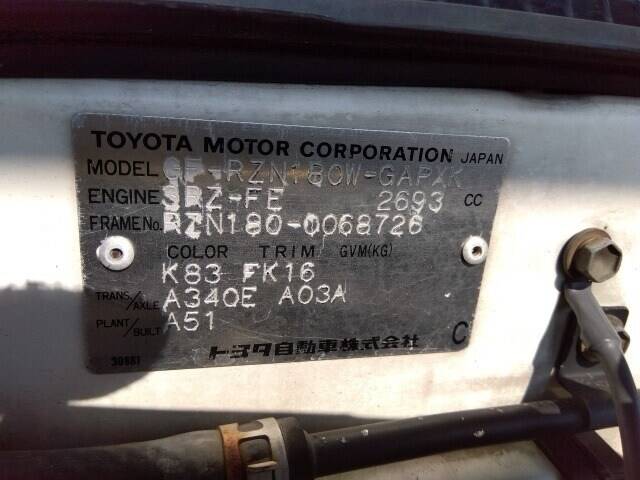 TOYOTA MOTOR CORPORATION JAPAN
MODEL GF-RZN180W-GAPXK
ENGINE 3RZ-FE 2693 CC
FRAME No. RZN180-0068726
COLOR TRIM GVM(KG)
K83 FK16
TRANS./AXLE A340E A03A
PLANT/BUILT A51
C
30881 トヨタ自動車株式会社